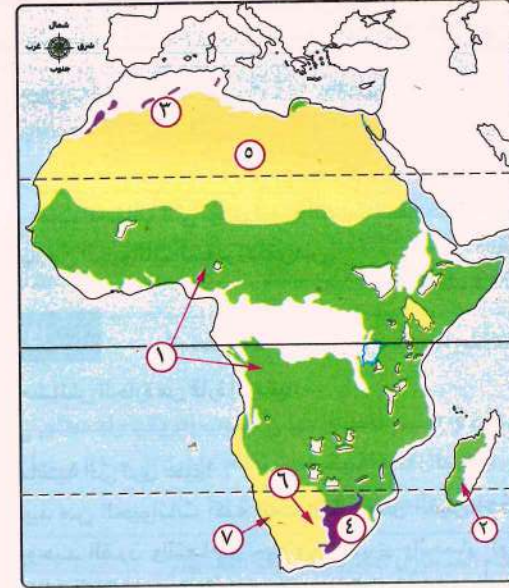 شمال
شرق غرب
جنوب
٣
٥
١
٦
٧
٤
٢